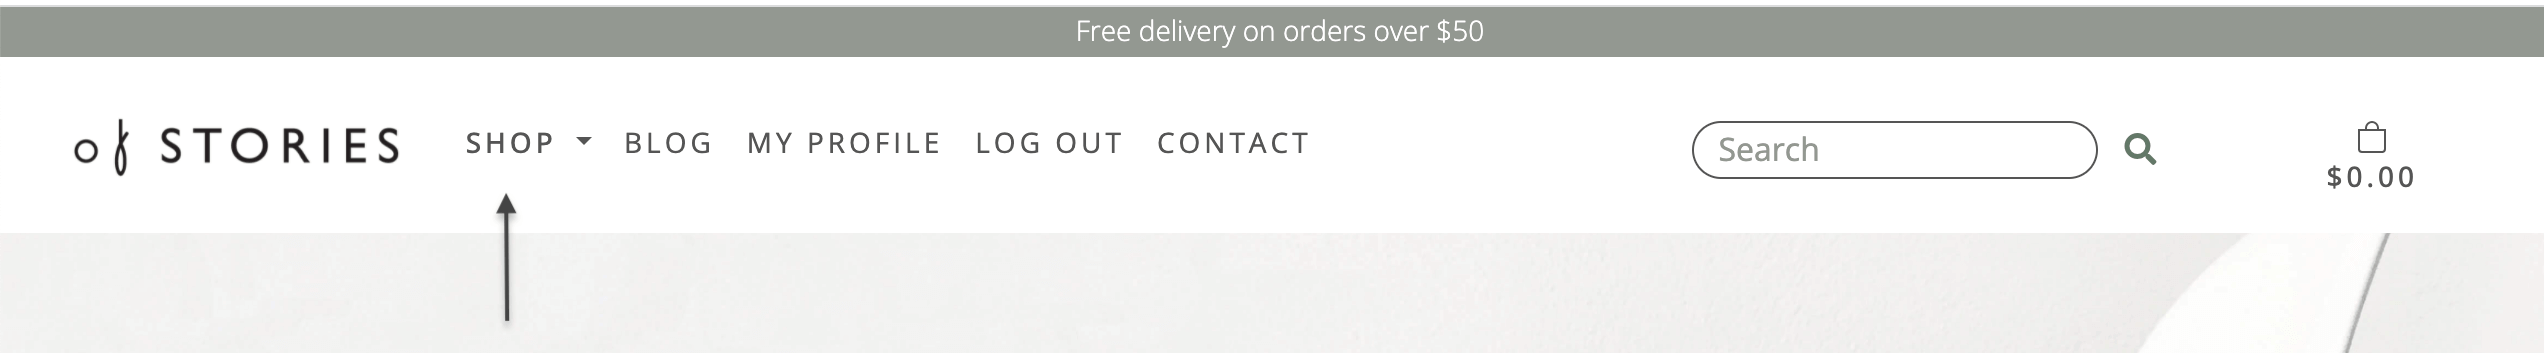 Free delivery on orders over $50
of STORIES
SHOP
BLOG
MY PROFILE
LOG OUT
CONTACT
Search
$0.00